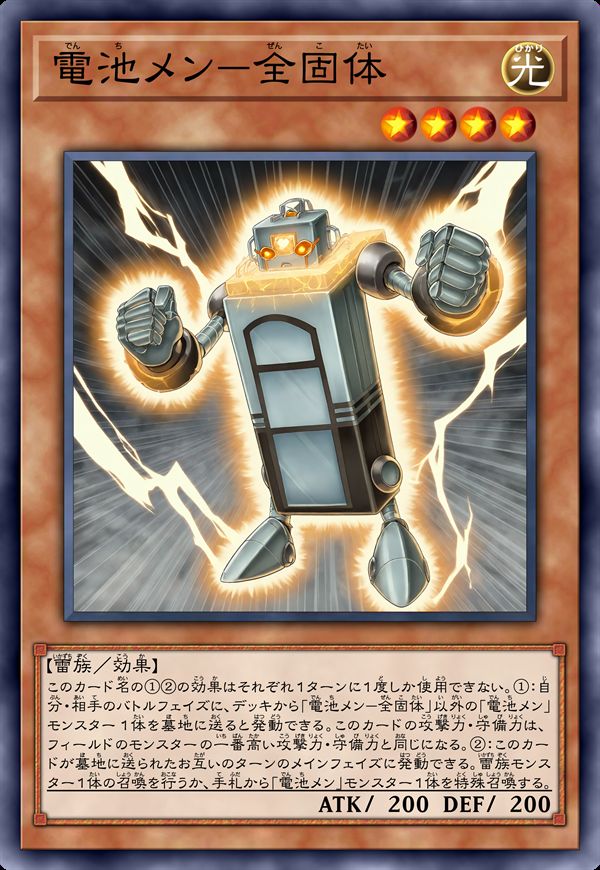 電池メン－全固体
光
【雷族／効果】
このカード名の①②の効果はそれぞれ１ターンに１度しか使用できない。①：自
分・相手のバトルフェイズに、デッキから「電池メン－全固体」以外の「電池メン」
モンスター１体を墓地に送ると発動できる。このカードの攻撃力・守備力は、
フィールドのモンスターの一番高い攻撃力・守備力と同じになる。②：このカー
ドが墓地に送られたお互いのターンのメインフェイズに発動できる。雷族モンス
ター１体の召喚を行うか、手札から「電池メン」モンスター１体を特殊召喚する。
ATK/ 200 DEF/ 200